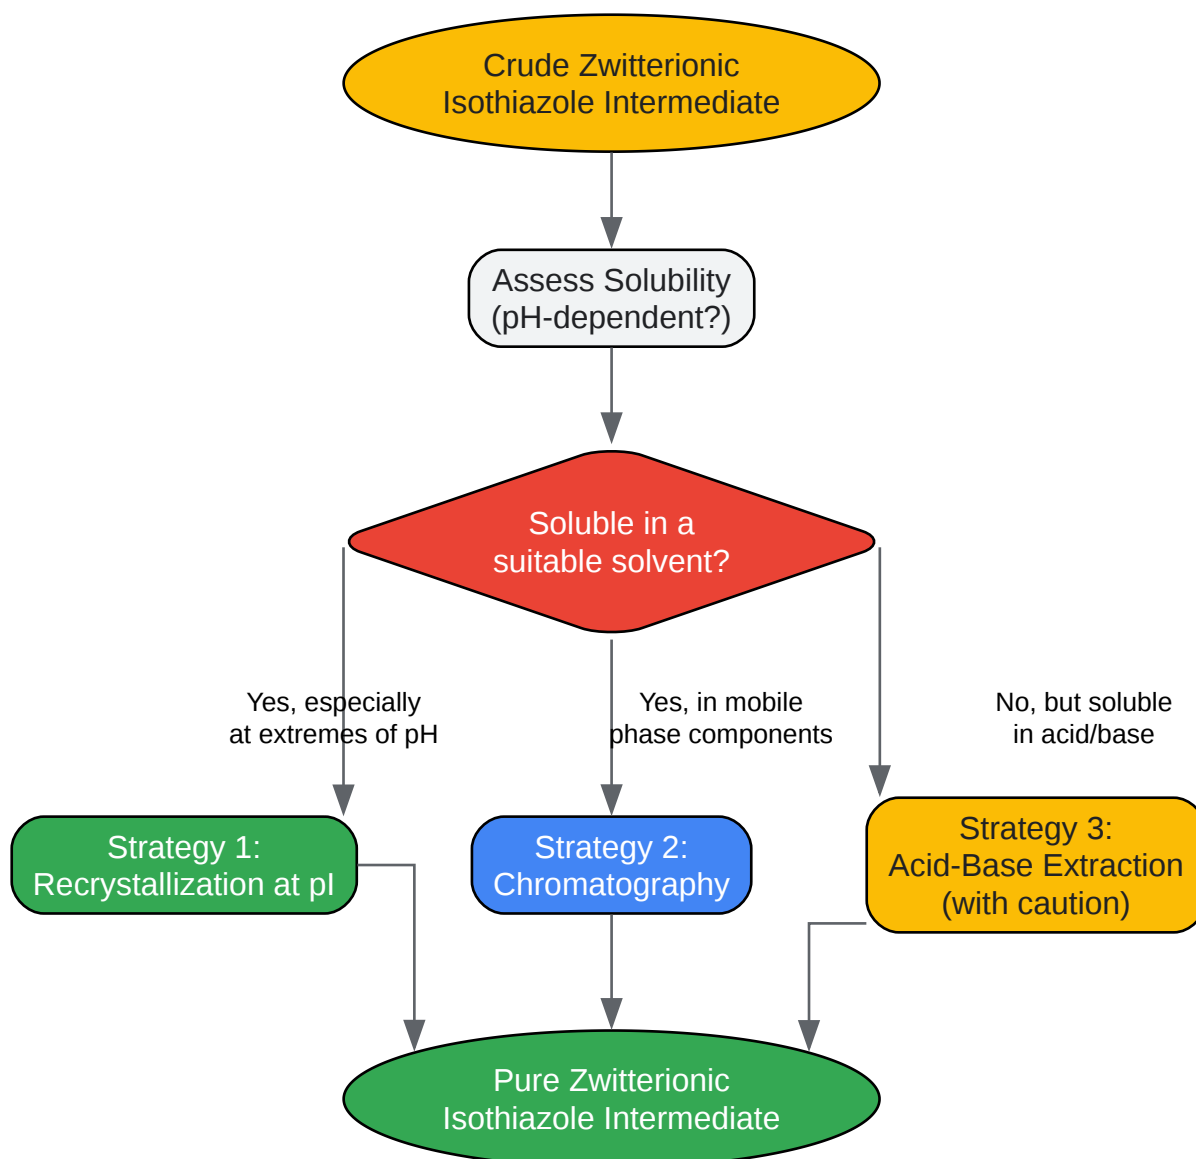 Crude Zwitterionic
Isothiazole Intermediate
Assess Solubility
(pH-dependent?)
Soluble in a
suitable solvent?
Yes, especially
at extremes of pH
Yes, in mobile
phase components
No, but soluble
in acid/base
Strategy 1:
Recrystallization at pI
Strategy 2:
Chromatography
Strategy 3:
Acid-Base Extraction
(with caution)
Pure Zwitterionic
Isothiazole Intermediate